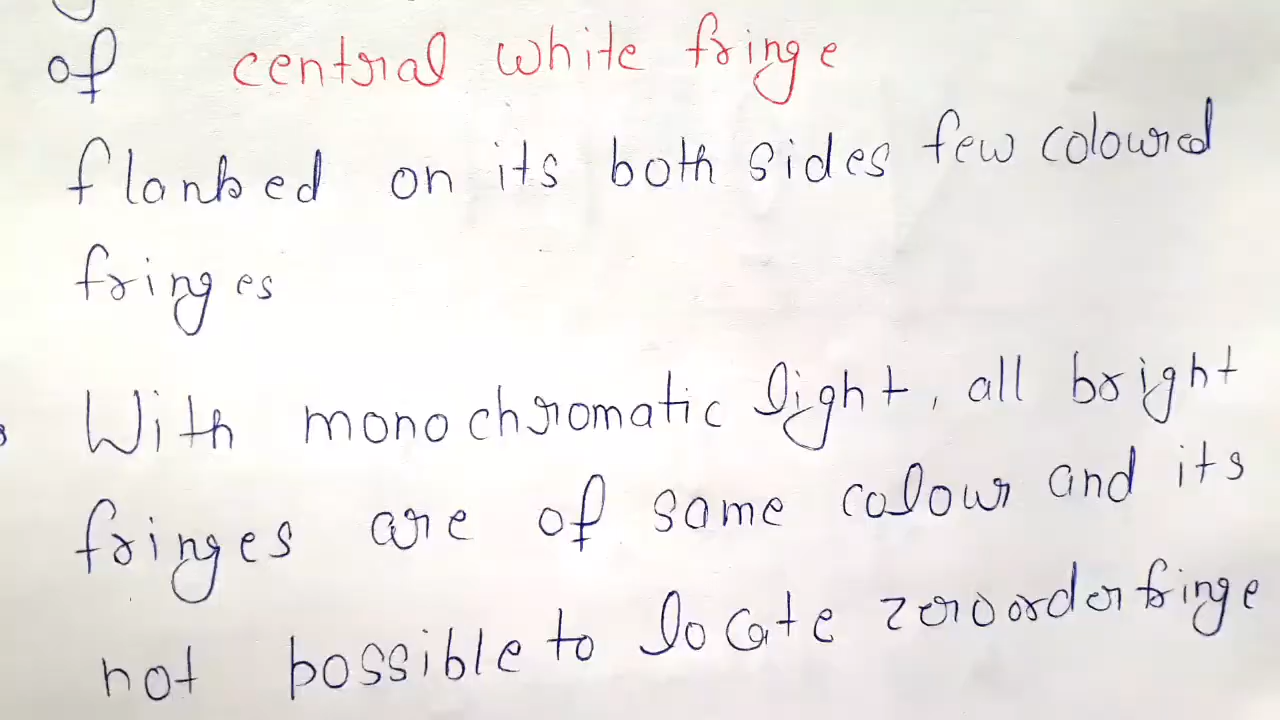 of central white fringe
flanked on its both sides few coloured
fringes
With monochromatic light, all bright
fringes are of same colour and its
not possible to locate zero order fringe